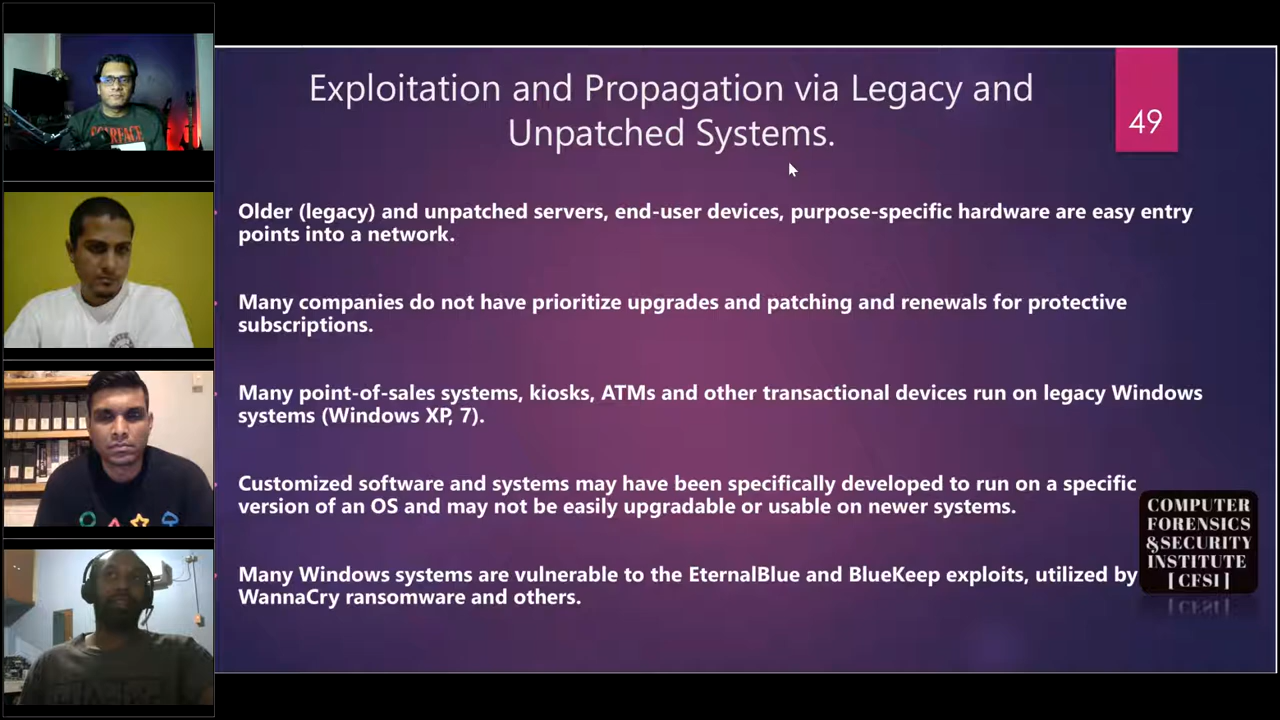 Exploitation and Propagation via Legacy and
Unpatched Systems.
49
Older (legacy) and unpatched servers, end-user devices, purpose-specific hardware are easy entry
points into a network.
Many companies do not have prioritize upgrades and patching and renewals for protective
subscriptions.
Many point-of-sales systems, kiosks, ATMs and other transactional devices run on legacy Windows
systems (Windows XP, 7).
Customized software and systems may have been specifically developed to run on a specific
version of an OS and may not be easily upgradable or usable on newer systems.
Many Windows systems are vulnerable to the EternalBlue and BlueKeep exploits, utilized by
WannaCry ransomware and others.
COMPUTER
FORENSICS
&SECURITY
INSTITUTE
[ CFSI ]
SCARFACE